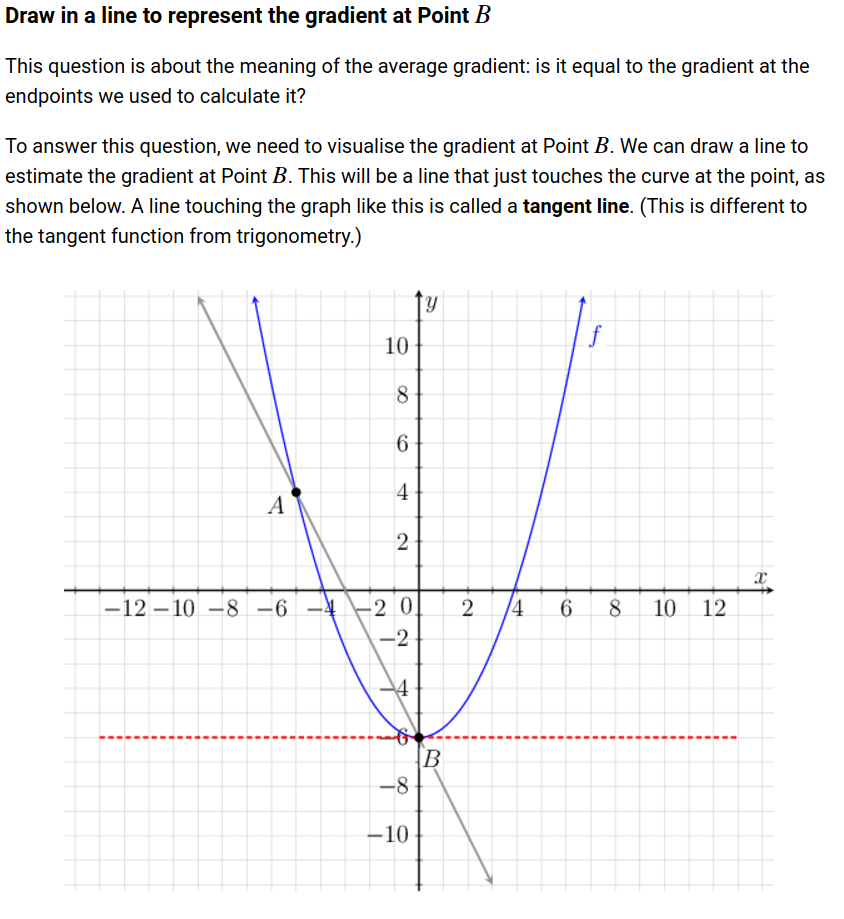 Draw in a line to represent the gradient at Point B
This question is about the meaning of the average gradient: is it equal to the gradient at the
endpoints we used to calculate it?
To answer this question, we need to visualise the gradient at Point B. We can draw a line to
estimate the gradient at Point B. This will be a line that just touches the curve at the point, as
shown below. A line touching the graph like this is called a tangent line. (This is different to
the tangent function from trigonometry.)
y
f
10
8
6
4
A
2
x
−12 −10 −8 −6 −4 −2 0 2 4 6 8 10 12
−2
−4
−6
B
−8
−10